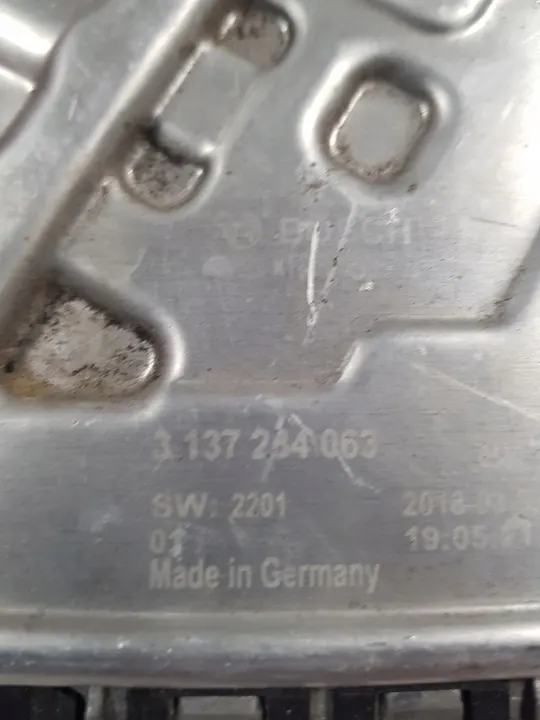 BOSCH
3.137 234 063
SW: 2201
01
19:05:21
Made in Germany